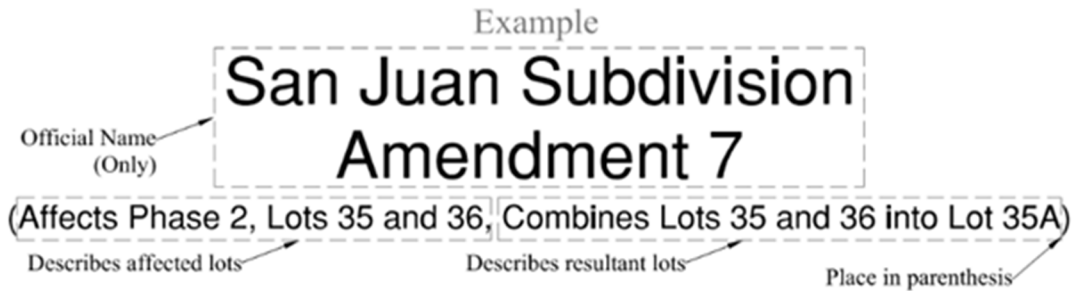 Example
San Juan Subdivision
Amendment 7
Official Name
(Only)
(Affects Phase 2, Lots 35 and 36, Combines Lots 35 and 36 into Lot 35A)
Describes affected lots
Describes resultant lots
Place in parenthesis